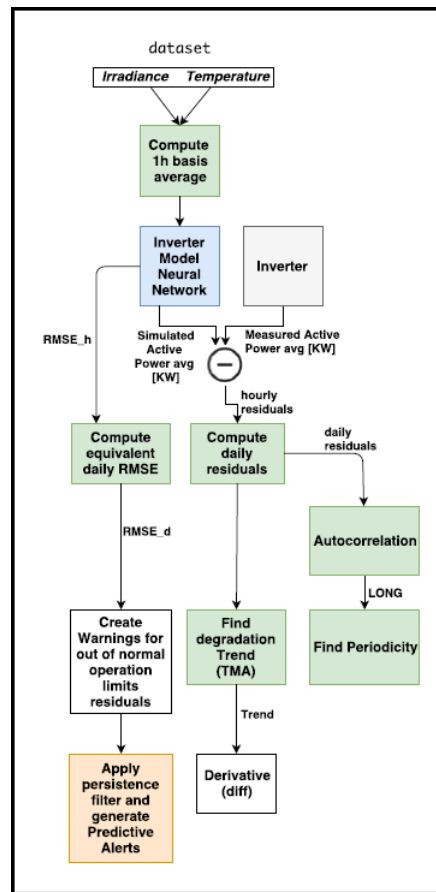 dataset
Irradiance Temperature
Compute
1h basis
average
Inverter
Model
Neural
Network
Inverter
RMSE_h
Simulated
Active
Power avg
[KW]
Measured Active
Power avg [KW]
hourly
residuals
Compute
equivalent
daily RMSE
Compute
daily
residuals
daily
residuals
Autocorrelation
RMSE_d
LONG
Create
Warnings for
out of normal
operation
limits
residuals
Find
degradation
Trend
(TMA)
Find Periodicity
Trend
Apply
persistence
filter and
generate
Predictive
Alerts
Derivative
(diff)